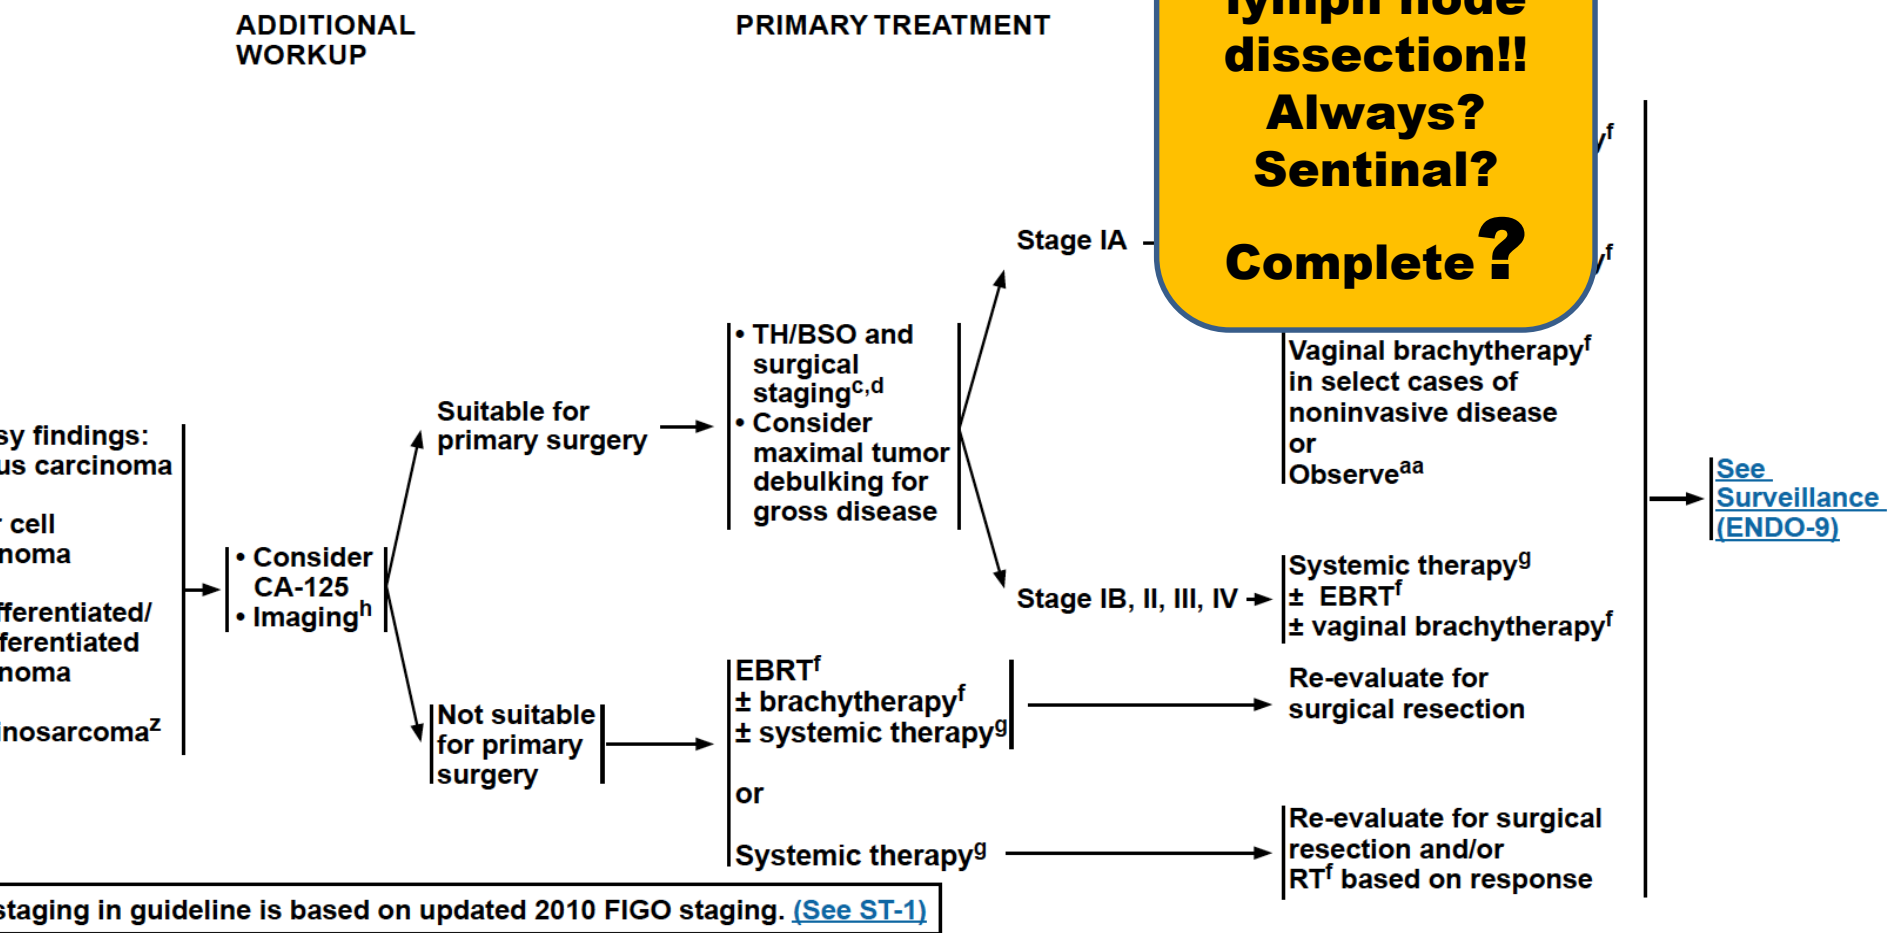 ADDITIONAL
WORKUP
PRIMARY TREATMENT
lymph node
dissection!!
Always?
Sentinal?
Complete?
Stage IA
• TH/BSO and
surgical
staging^c,d
• Consider
maximal tumor
debulking for
gross disease
Vaginal brachytherapy^f
in select cases of
noninvasive disease
or
Observe^aa
Suitable for
primary surgery
findings:
carcinoma
cell
• Consider
CA-125
• Imaging^h
See
Surveillance
(ENDO-9)
Stage IB, II, III, IV
Systemic therapy^g
± EBRT^f
± vaginal brachytherapy^f
Not suitable
for primary
surgery
EBRT^f
± brachytherapy^f
± systemic therapy^g
or
Systemic therapy^g
Re-evaluate for
surgical resection
Re-evaluate for surgical
resection and/or
RT^f based on response
staging in guideline is based on updated 2010 FIGO staging. (See ST-1)